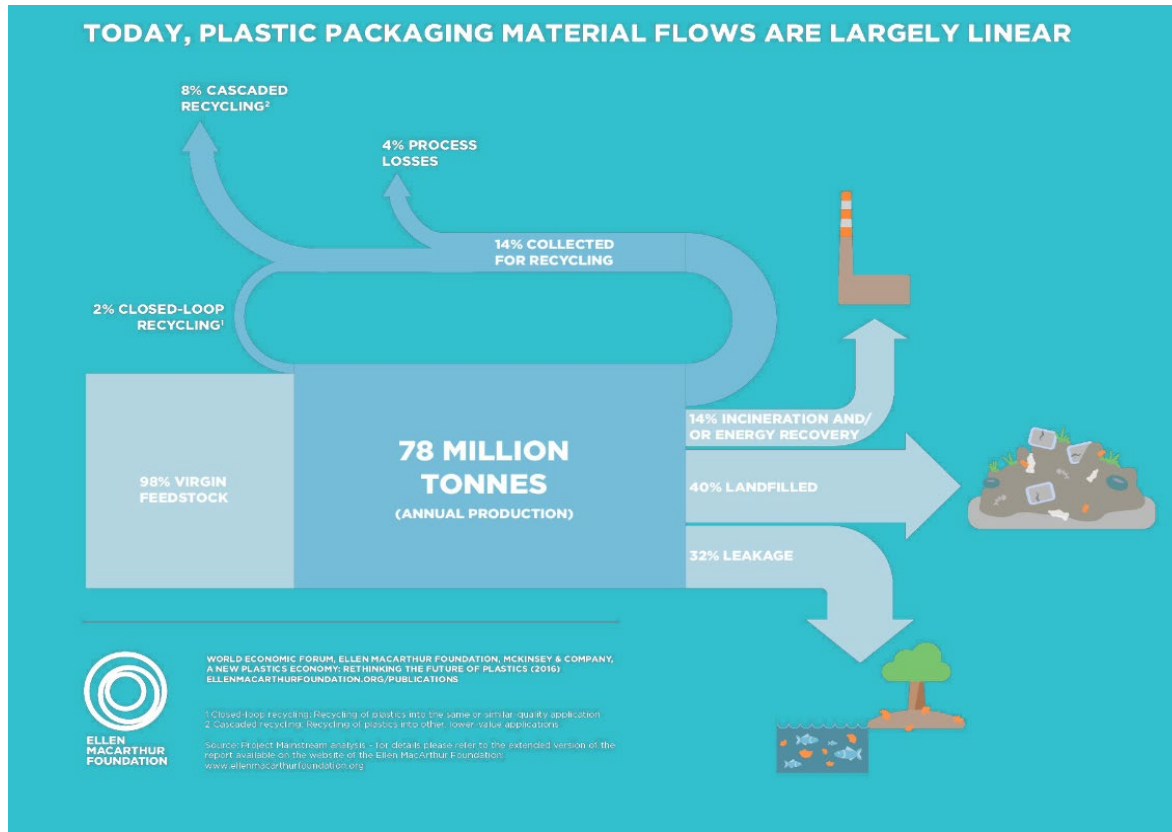 TODAY, PLASTIC PACKAGING MATERIAL FLOWS ARE LARGELY LINEAR
8% CASCADED
RECYCLING²
4% PROCESS
LOSSES
14% COLLECTED
FOR RECYCLING
2% CLOSED-LOOP
RECYCLING¹
98% VIRGIN
FEEDSTOCK
78 MILLION
TONNES
(ANNUAL PRODUCTION)
14% INCINERATION AND/
OR ENERGY RECOVERY
40% LANDFILLED
32% LEAKAGE
ELLEN
MACARTHUR
FOUNDATION
WORLD ECONOMIC FORUM, ELLEN MACARTHUR FOUNDATION, MCKINSEY & COMPANY,
A NEW PLASTICS ECONOMY: RETHINKING THE FUTURE OF PLASTICS (2016)
ELLENMACARTHURFOUNDATION.ORG/PUBLICATIONS
1 Closed-loop recycling: Recycling of plastics into the same or similar-quality application
2 Cascaded recycling: Recycling of plastics into other, lower-value applications
Source: Project Mainstream analysis – for details please refer to the extended version of the
report available on the website of the Ellen MacArthur Foundation:
www.ellenmacarthurfoundation.org